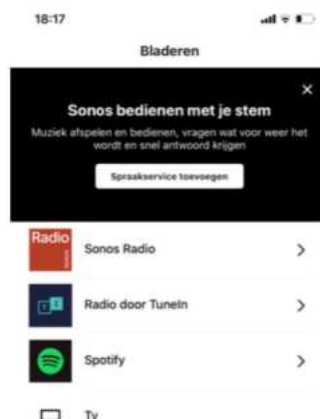 18:17
Bladeren
Sonos bedienen met je stem
Muziek afspelen en bedienen, vragen wat voor weer het
wordt en snel antwoord krijgen
Spraakservice toevoegen
Radio
SONOS
Sonos Radio
Radio door TuneIn
Spotify
Tv